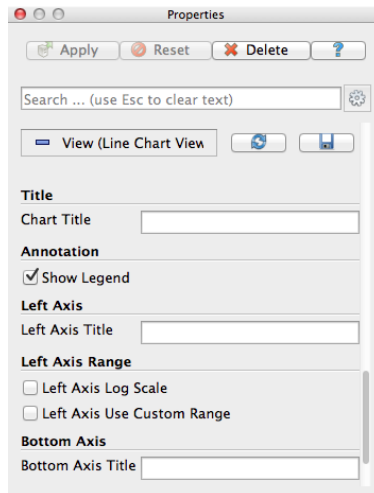 Properties
Apply Reset Delete ?
Search ... (use Esc to clear text)
View (Line Chart View
Title
Chart Title
Annotation
Show Legend
Left Axis
Left Axis Title
Left Axis Range
Left Axis Log Scale
Left Axis Use Custom Range
Bottom Axis
Bottom Axis Title